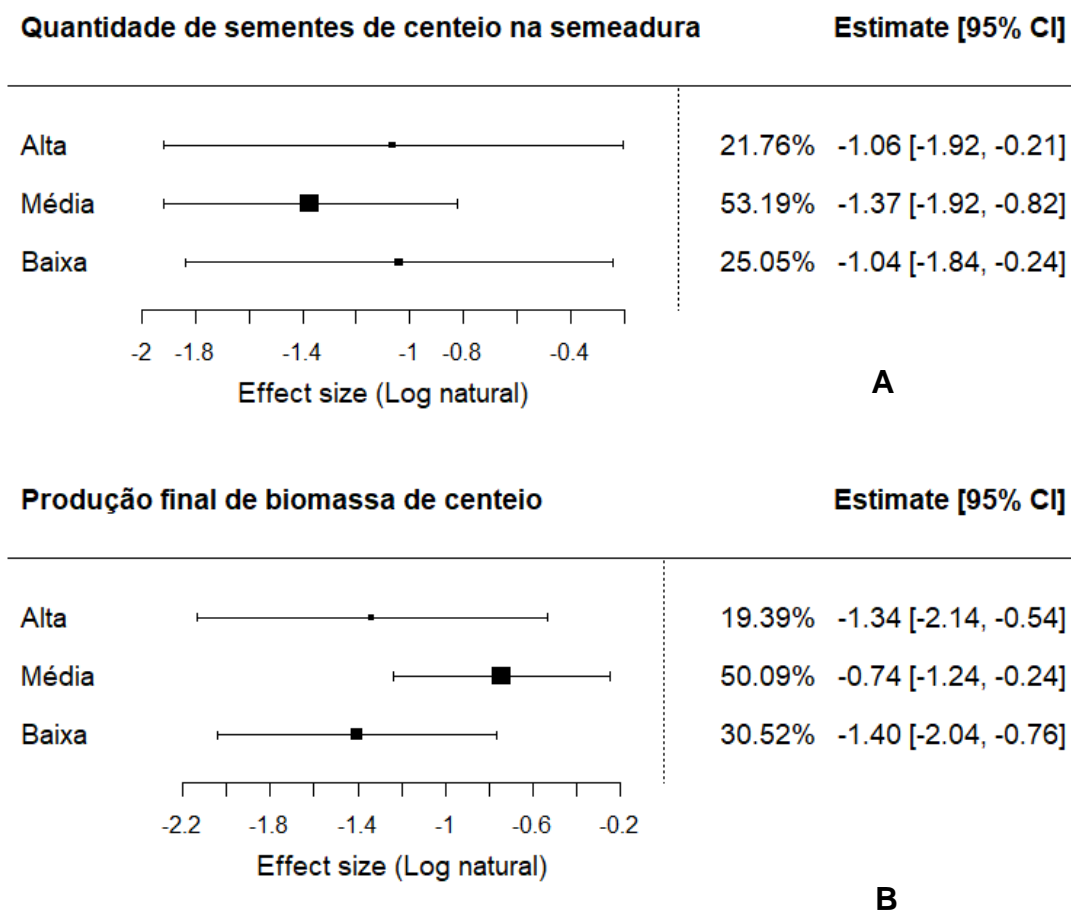 Quantidade de sementes de centeio na semeadura Estimate [95% CI]
Alta 21.76% -1.06 [-1.92, -0.21]
Média 53.19% -1.37 [-1.92, -0.82]
Baixa 25.05% -1.04 [-1.84, -0.24]
-2 -1.8 -1.4 -1 -0.8 -0.4
Effect size (Log natural)
A
Produção final de biomassa de centeio Estimate [95% CI]
Alta 19.39% -1.34 [-2.14, -0.54]
Média 50.09% -0.74 [-1.24, -0.24]
Baixa 30.52% -1.40 [-2.04, -0.76]
-2.2 -1.8 -1.4 -1 -0.6 -0.2
Effect size (Log natural)
B